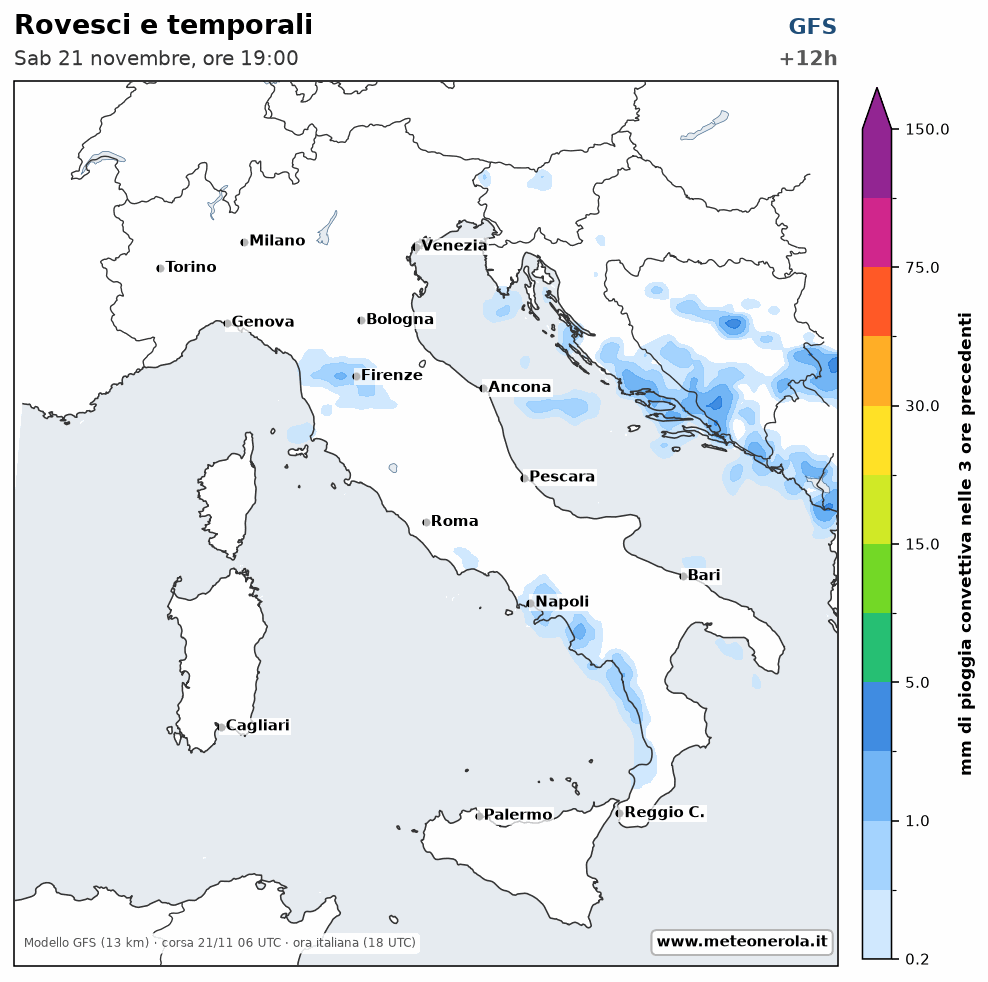 Rovesci e temporali
GFS
Sab 21 novembre, ore 19:00
+12h
150.0
75.0
30.0
15.0
5.0
1.0
0.2
mm di pioggia convettiva nelle 3 ore precedenti
Milano
Venezia
Torino
Genova
Bologna
Firenze
Ancona
Pescara
Roma
Bari
Napoli
Cagliari
Palermo
Reggio C.
Modello GFS (13 km) · corsa 21/11 06 UTC · ora italiana (18 UTC)
www.meteonerola.it